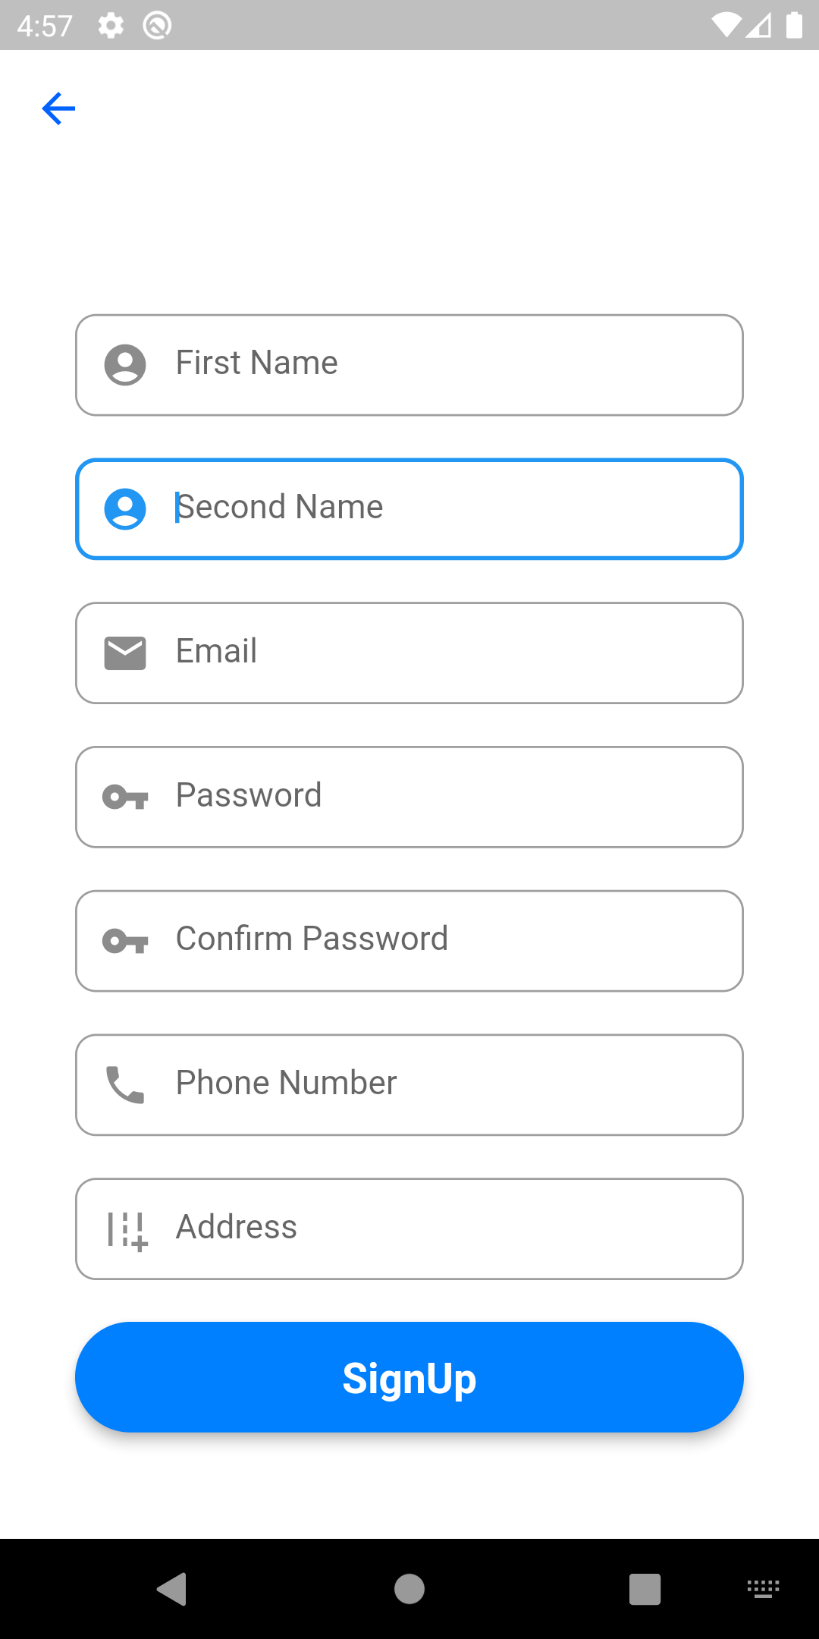 4:57
First Name
Second Name
Email
Password
Confirm Password
Phone Number
Address
SignUp